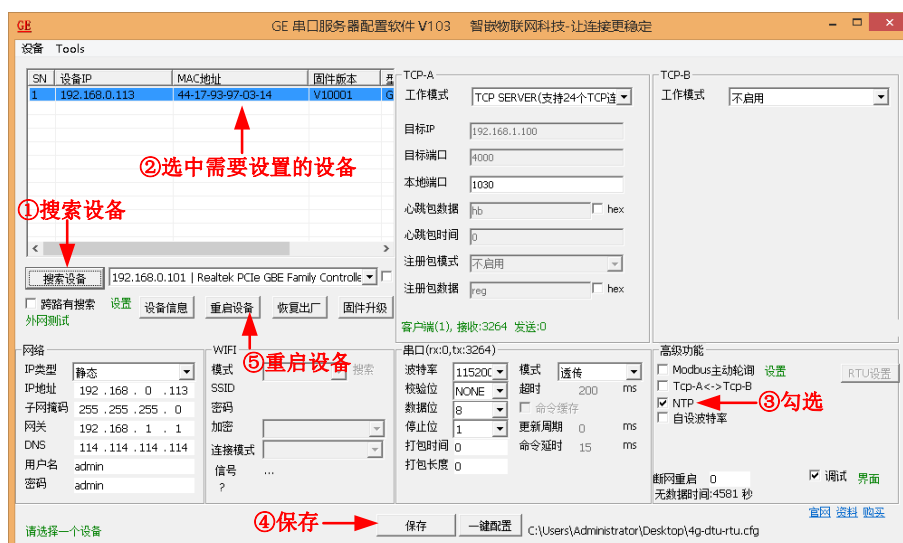 GE 串口服务器配置软件 V103 智嵌物联网科技-让连接更稳定
设备 Tools
SN 设备IP MAC地址 固件版本 型
1 192.168.0.113 44-17-93-97-03-14 V10001 G
②选中需要设置的设备
①搜索设备
搜索设备 192.168.0.101 | Realtek PCIe GBE Family Controlle
跨路有搜索 设置 设备信息 重启设备 恢复出厂 固件升级
外网测试
⑤重启设备
TCP-A
工作模式 TCP SERVER(支持24个TCP连
目标IP 192.168.1.100
目标端口 4000
本地端口 1030
心跳包数据 hb hex
心跳包时间 0
注册包模式 不启用
注册包数据 reg hex
客户端(1), 接收:3264 发送:0
TCP-B
工作模式 不启用
网络
IP类型 静态
IP地址 192 . 168 . 0 . 113
子网掩码 255 . 255 . 255 . 0
网关 192 . 168 . 1 . 1
DNS 114 . 114 . 114 . 114
用户名 admin
密码 admin
WIFI
模式 搜索
SSID
密码
加密
连接模式
信号 ...
?
串口(rx:0,tx:3264)
波特率 115200 模式 透传
校验位 NONE 超时 200 ms
数据位 8 命令缓存
停止位 1 更新周期 0 ms
打包时间 0 命令延时 15 ms
打包长度 0
高级功能
Modbus主动轮询 设置 RTU设置
Tcp-A<->Tcp-B
NTP ③勾选
自设波特率
断网重启 0 调试 界面
无数据时间:4581 秒
官网 资料 购买
请选择一个设备 ④保存 保存 一键配置 C:\Users\Administrator\Desktop\4g-dtu-rtu.cfg